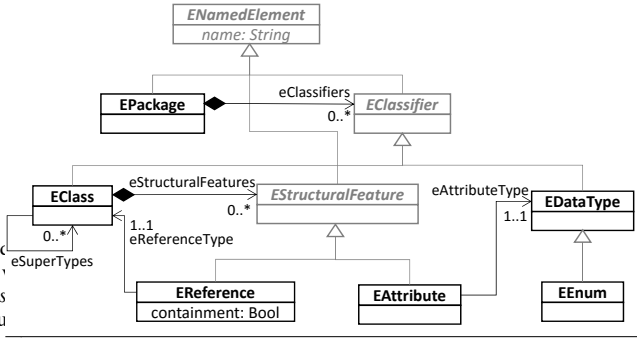 ENamedElement
name: String
EPackage
eClassifiers
0..*
EClassifier
EClass
eStructuralFeatures
0..*
EStructuralFeature
eAttributeType
1..1
EDataType
0..*
eSuperTypes
1..1
eReferenceType
EReference
containment: Bool
EAttribute
EEnum